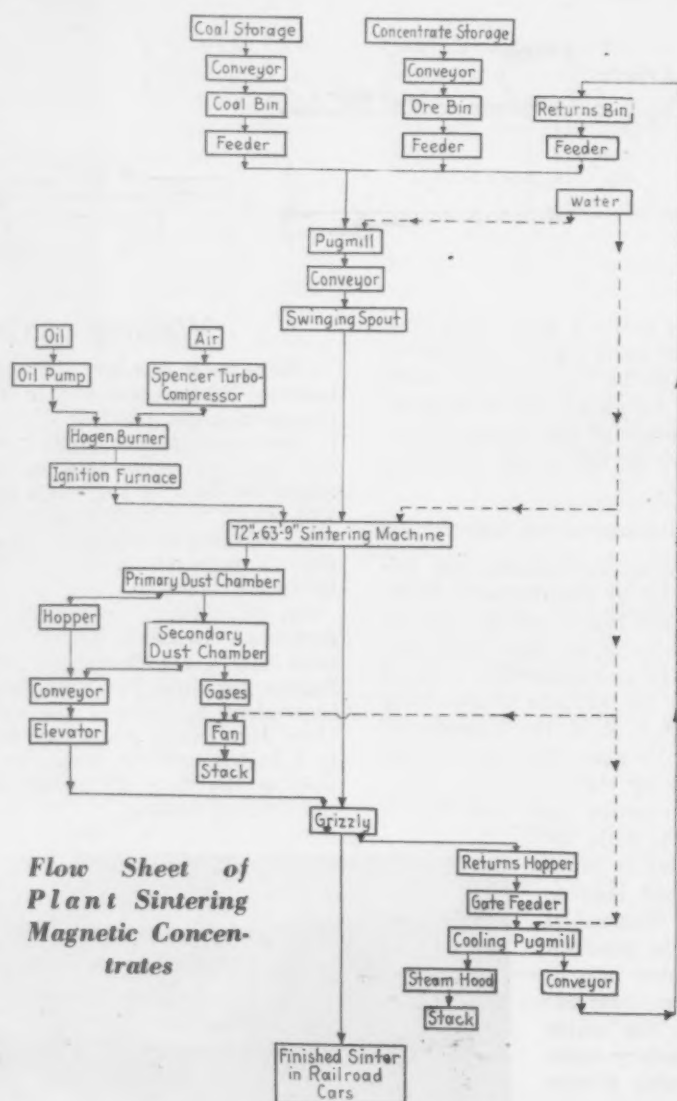 Coal Storage
Concentrate Storage
Conveyor
Conveyor
Coal Bin
Ore Bin
Returns Bin
Feeder
Feeder
Feeder
Water
Pugmill
Conveyor
Swinging Spout
Oil
Air
Oil Pump
Spencer Turbo-
Compressor
Hagen Burner
Ignition Furnace
72"x63'-9" Sintering Machine
Primary Dust Chamber
Hopper
Secondary
Dust Chamber
Conveyor
Gases
Elevator
Fan
Stack
Grizzly
Returns Hopper
Gate Feeder
Cooling Pugmill
Steam Hood
Conveyor
Stack
Flow Sheet of
Plant Sintering
Magnetic Concen-
trates
Finished Sinter
in Railroad
Cars